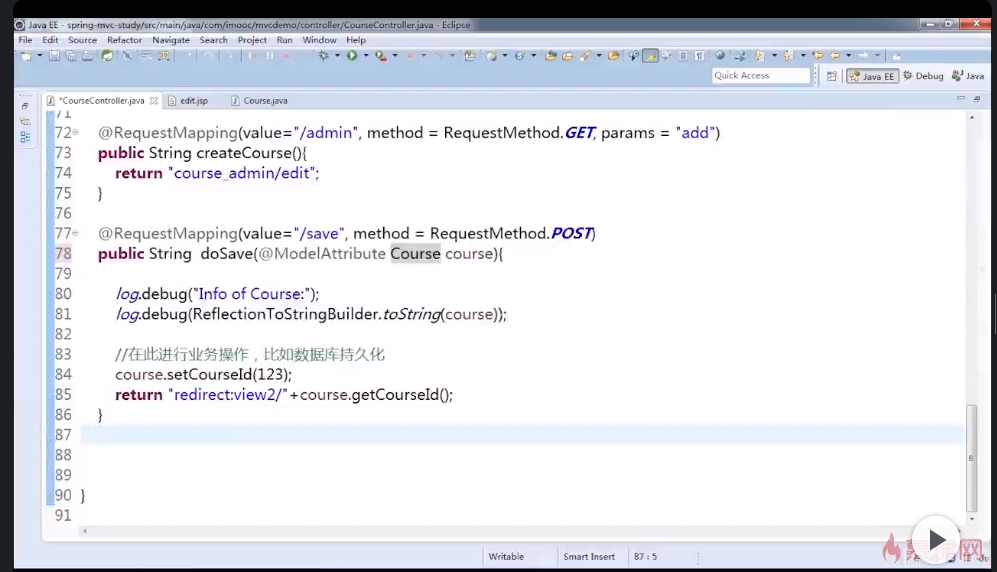 Java EE - spring-mvc-study/src/main/java/com/imooc/mvcdemo/controller/CourseController.java - Eclipse
File Edit Source Refactor Navigate Search Project Run Window Help
Quick Access
Java EE Debug Java
*CourseController.java edit.jsp Course.java
71
72 @RequestMapping(value="/admin", method = RequestMethod.GET, params = "add")
73 public String createCourse(){
74 return "course_admin/edit";
75 }
76
77 @RequestMapping(value="/save", method = RequestMethod.POST)
78 public String doSave(@ModelAttribute Course course){
79
80 log.debug("Info of Course:");
81 log.debug(ReflectionToStringBuilder.toString(course));
82
83 //在此进行业务操作，比如数据库持久化
84 course.setCourseId(123);
85 return "redirect:view2/"+course.getCourseId();
86 }
87
88
89
90 }
91
Writable Smart Insert 87 : 5